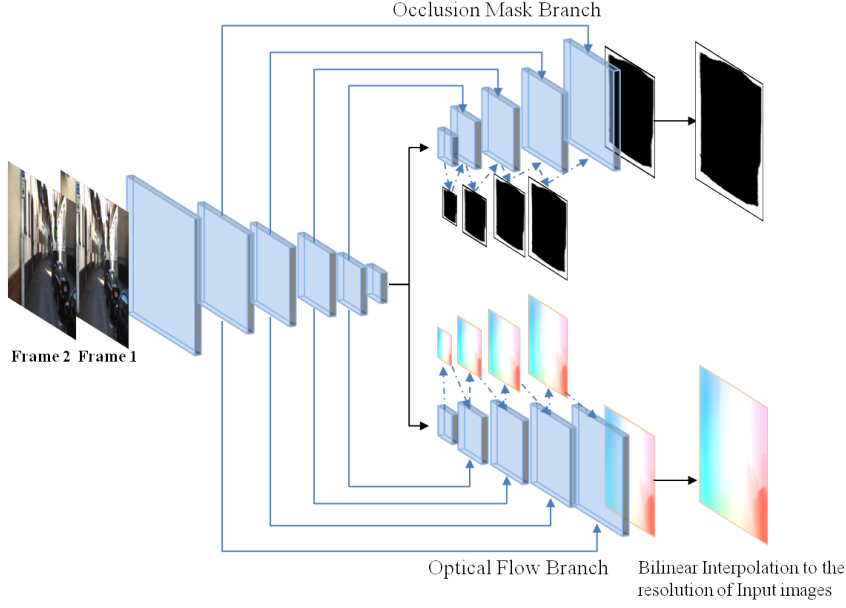 Occlusion Mask Branch
Frame 2 Frame 1
Optical Flow Branch
Bilinear Interpolation to the
resolution of Input images